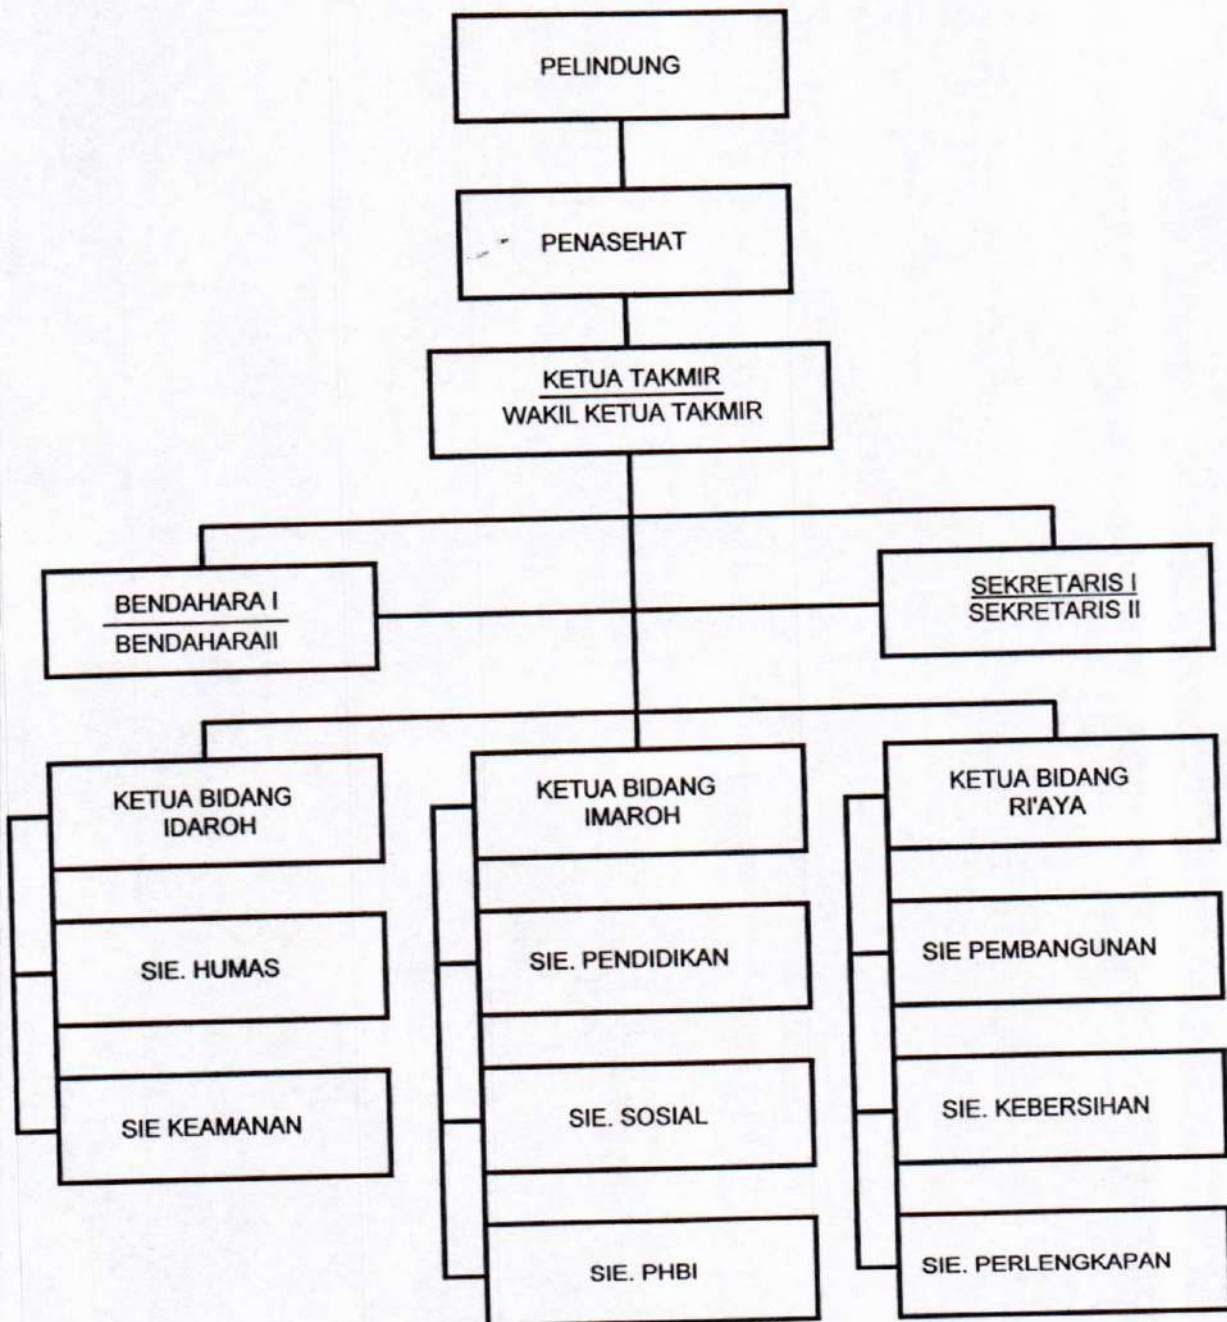 PELINDUNG
PENASEHAT
KETUA TAKMIR
WAKIL KETUA TAKMIR
BENDAHARA I
BENDAHARAII
SEKRETARIS I
SEKRETARIS II
KETUA BIDANG
IDAROH
SIE. HUMAS
SIE KEAMANAN
KETUA BIDANG
IMAROH
SIE. PENDIDIKAN
SIE. SOSIAL
SIE. PHBI
KETUA BIDANG
RI'AYA
SIE PEMBANGUNAN
SIE. KEBERSIHAN
SIE. PERLENGKAPAN